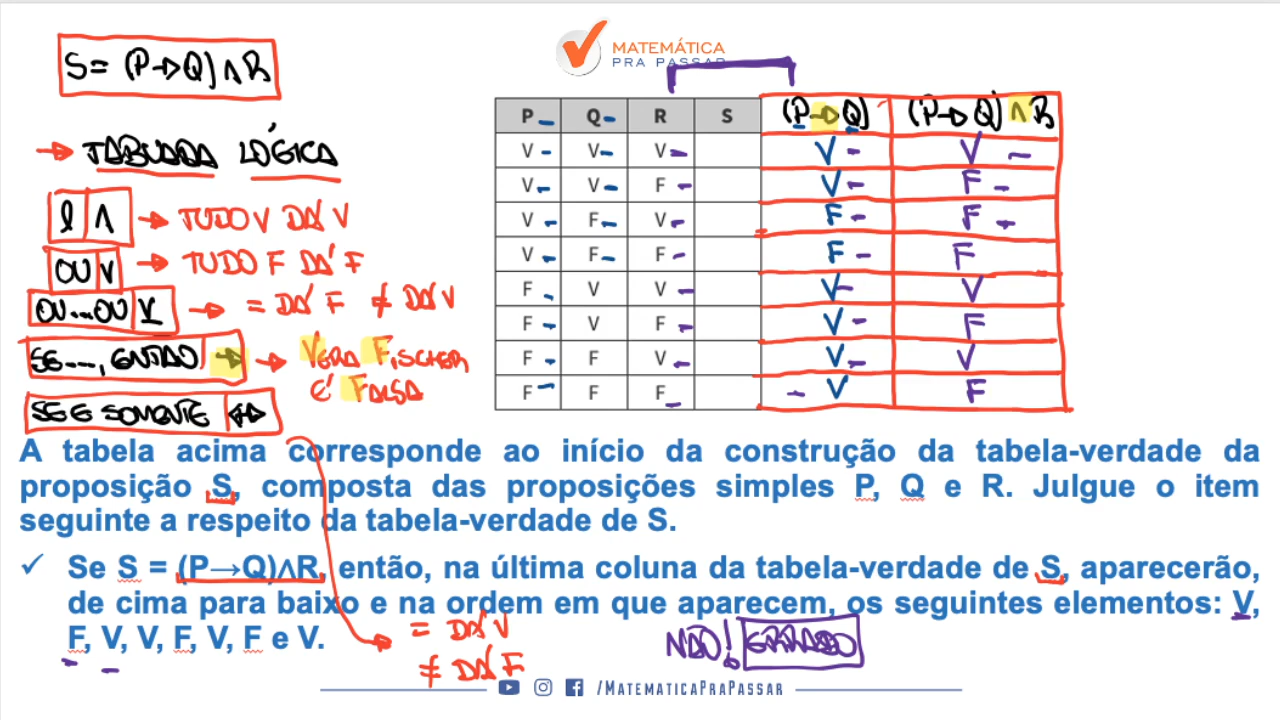 S = (P→Q)∧R
MATEMÁTICA
PRA PASSAR
→ TABUADA LÓGICA
E ∧ → TUDO V DÁ V
OU V → TUDO F DÁ F
OU...OU V → = DÁ F ≠ DÁ V
SE..., ENTÃO → → VERA FISCHER
É FALSA
SE E SOMENTE ↔
P Q R S (P→Q) (P→Q)∧R
V V V V V
V V F V F
V F V F F
V F F F F
F V V V V
F V F V F
F F V V V
F F F V F
A tabela acima corresponde ao início da construção da tabela-verdade da
proposição S, composta das proposições simples P, Q e R. Julgue o item
seguinte a respeito da tabela-verdade de S.
✓ Se S = (P→Q)∧R, então, na última coluna da tabela-verdade de S, aparecerão,
de cima para baixo e na ordem em que aparecem, os seguintes elementos: V,
F, V, V, F, V, F e V.
= DÁ V
≠ DÁ F
NÃO! ERRADO
/MATEMATICAPRAPASSAR